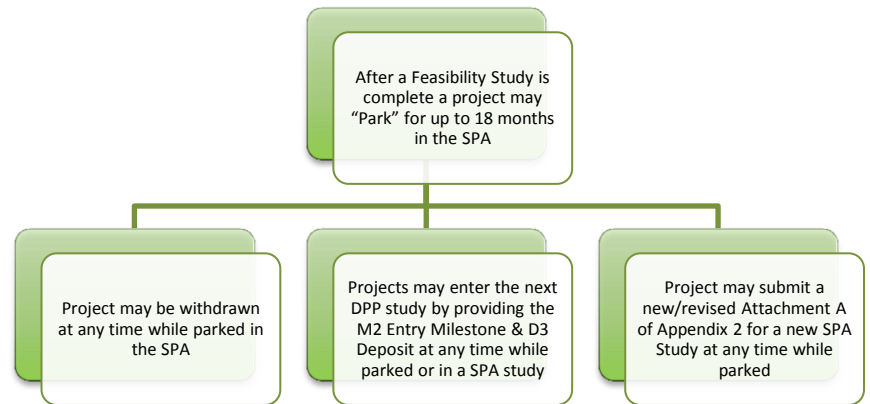 After a Feasibility Study is
complete a project may
“Park” for up to 18 months
in the SPA
Project may be withdrawn
at any time while parked in
the SPA
Projects may enter the next
DPP study by providing the
M2 Entry Milestone & D3
Deposit at any time while
parked or in a SPA study
Project may submit a
new/revised Attachment A
of Appendix 2 for a new SPA
Study at any time while
parked